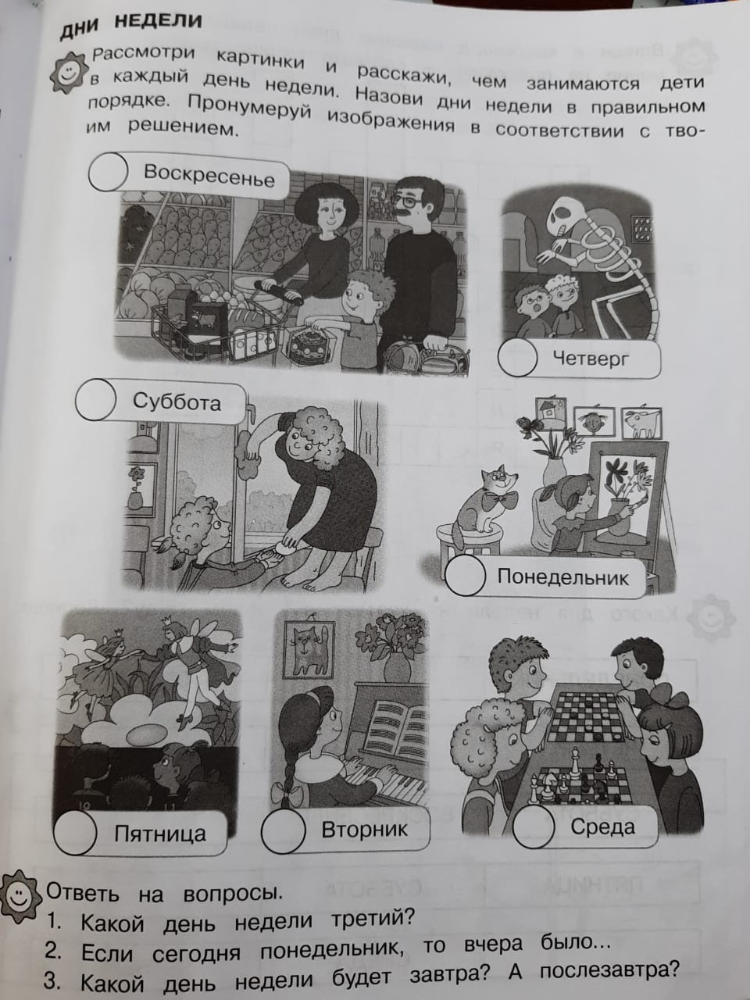 ДНИ НЕДЕЛИ
Рассмотри картинки и расскажи, чем занимаются дети
в каждый день недели. Назови дни недели в правильном
порядке. Пронумеруй изображения в соответствии с тво-
им решением.
Воскресенье
Четверг
Суббота
Понедельник
Пятница
Вторник
Среда
Ответь на вопросы.
1. Какой день недели третий?
2. Если сегодня понедельник, то вчера было...
3. Какой день недели будет завтра? А послезавтра?